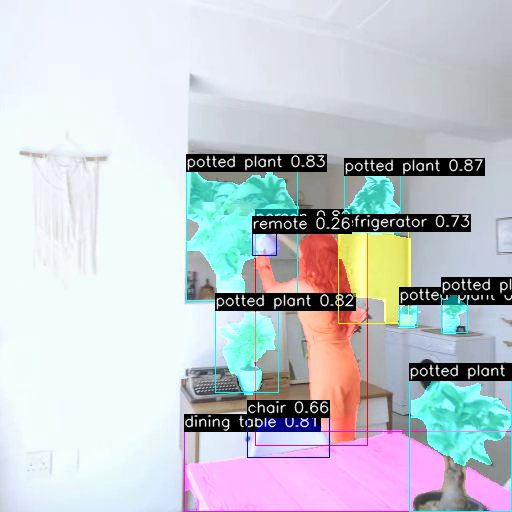 potted plant 0.83
potted plant 0.87
remote 0.26
frigerator 0.73
potted pl
potted plant 0.82
potted plant
chair 0.66
dining table 0.81